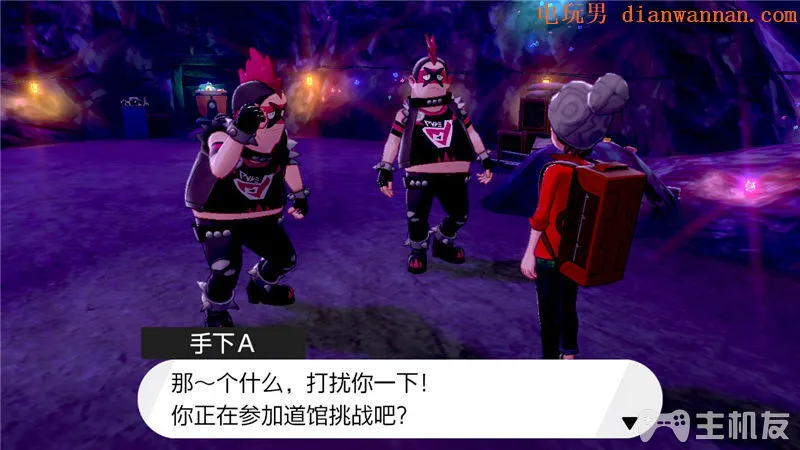 电玩男 dianwannan.com
手下A
那～个什么，打扰你一下！
你正在参加道馆挑战吧？
主机友